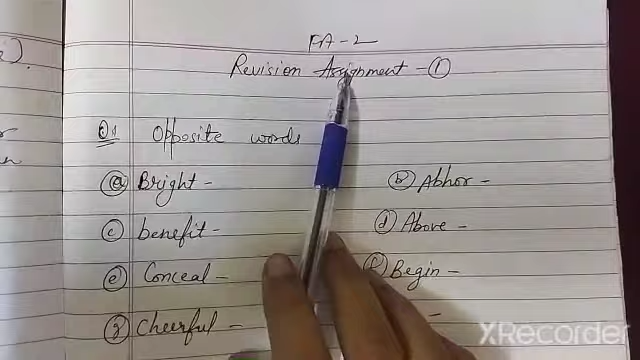 FA-2
Revision Assignment - ①
Q1 Opposite words
ⓐ Bright -
ⓑ Abhor -
ⓒ benefit -
ⓓ Above -
ⓔ Conceal -
ⓕ Begin -
ⓖ Cheerful -
-
XRecorder